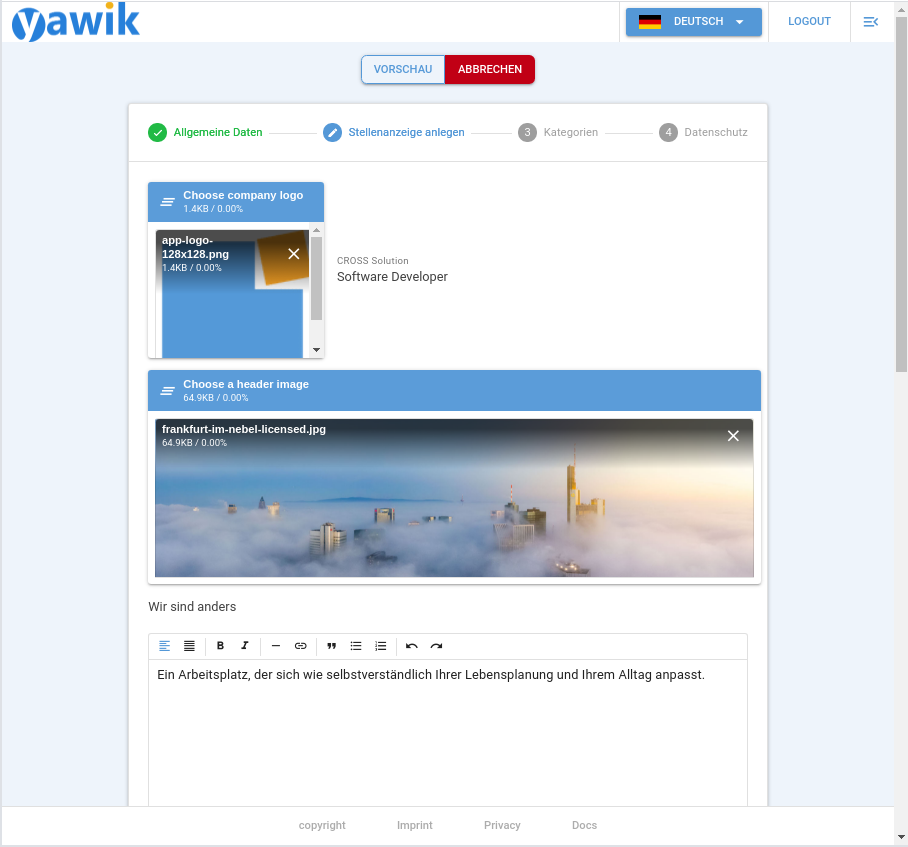 yawik
DEUTSCH
LOGOUT
VORSCHAU
ABBRECHEN
Allgemeine Daten
Stellenanzeige anlegen
3 Kategorien
4 Datenschutz
Choose company logo
1.4KB / 0.00%
app-logo-
128x128.png
1.4KB / 0.00%
CROSS Solution
Software Developer
Choose a header image
64.9KB / 0.00%
frankfurt-im-nebel-licensed.jpg
64.9KB / 0.00%
Wir sind anders
B I
Ein Arbeitsplatz, der sich wie selbstverständlich Ihrer Lebensplanung und Ihrem Alltag anpasst.
copyright
Imprint
Privacy
Docs